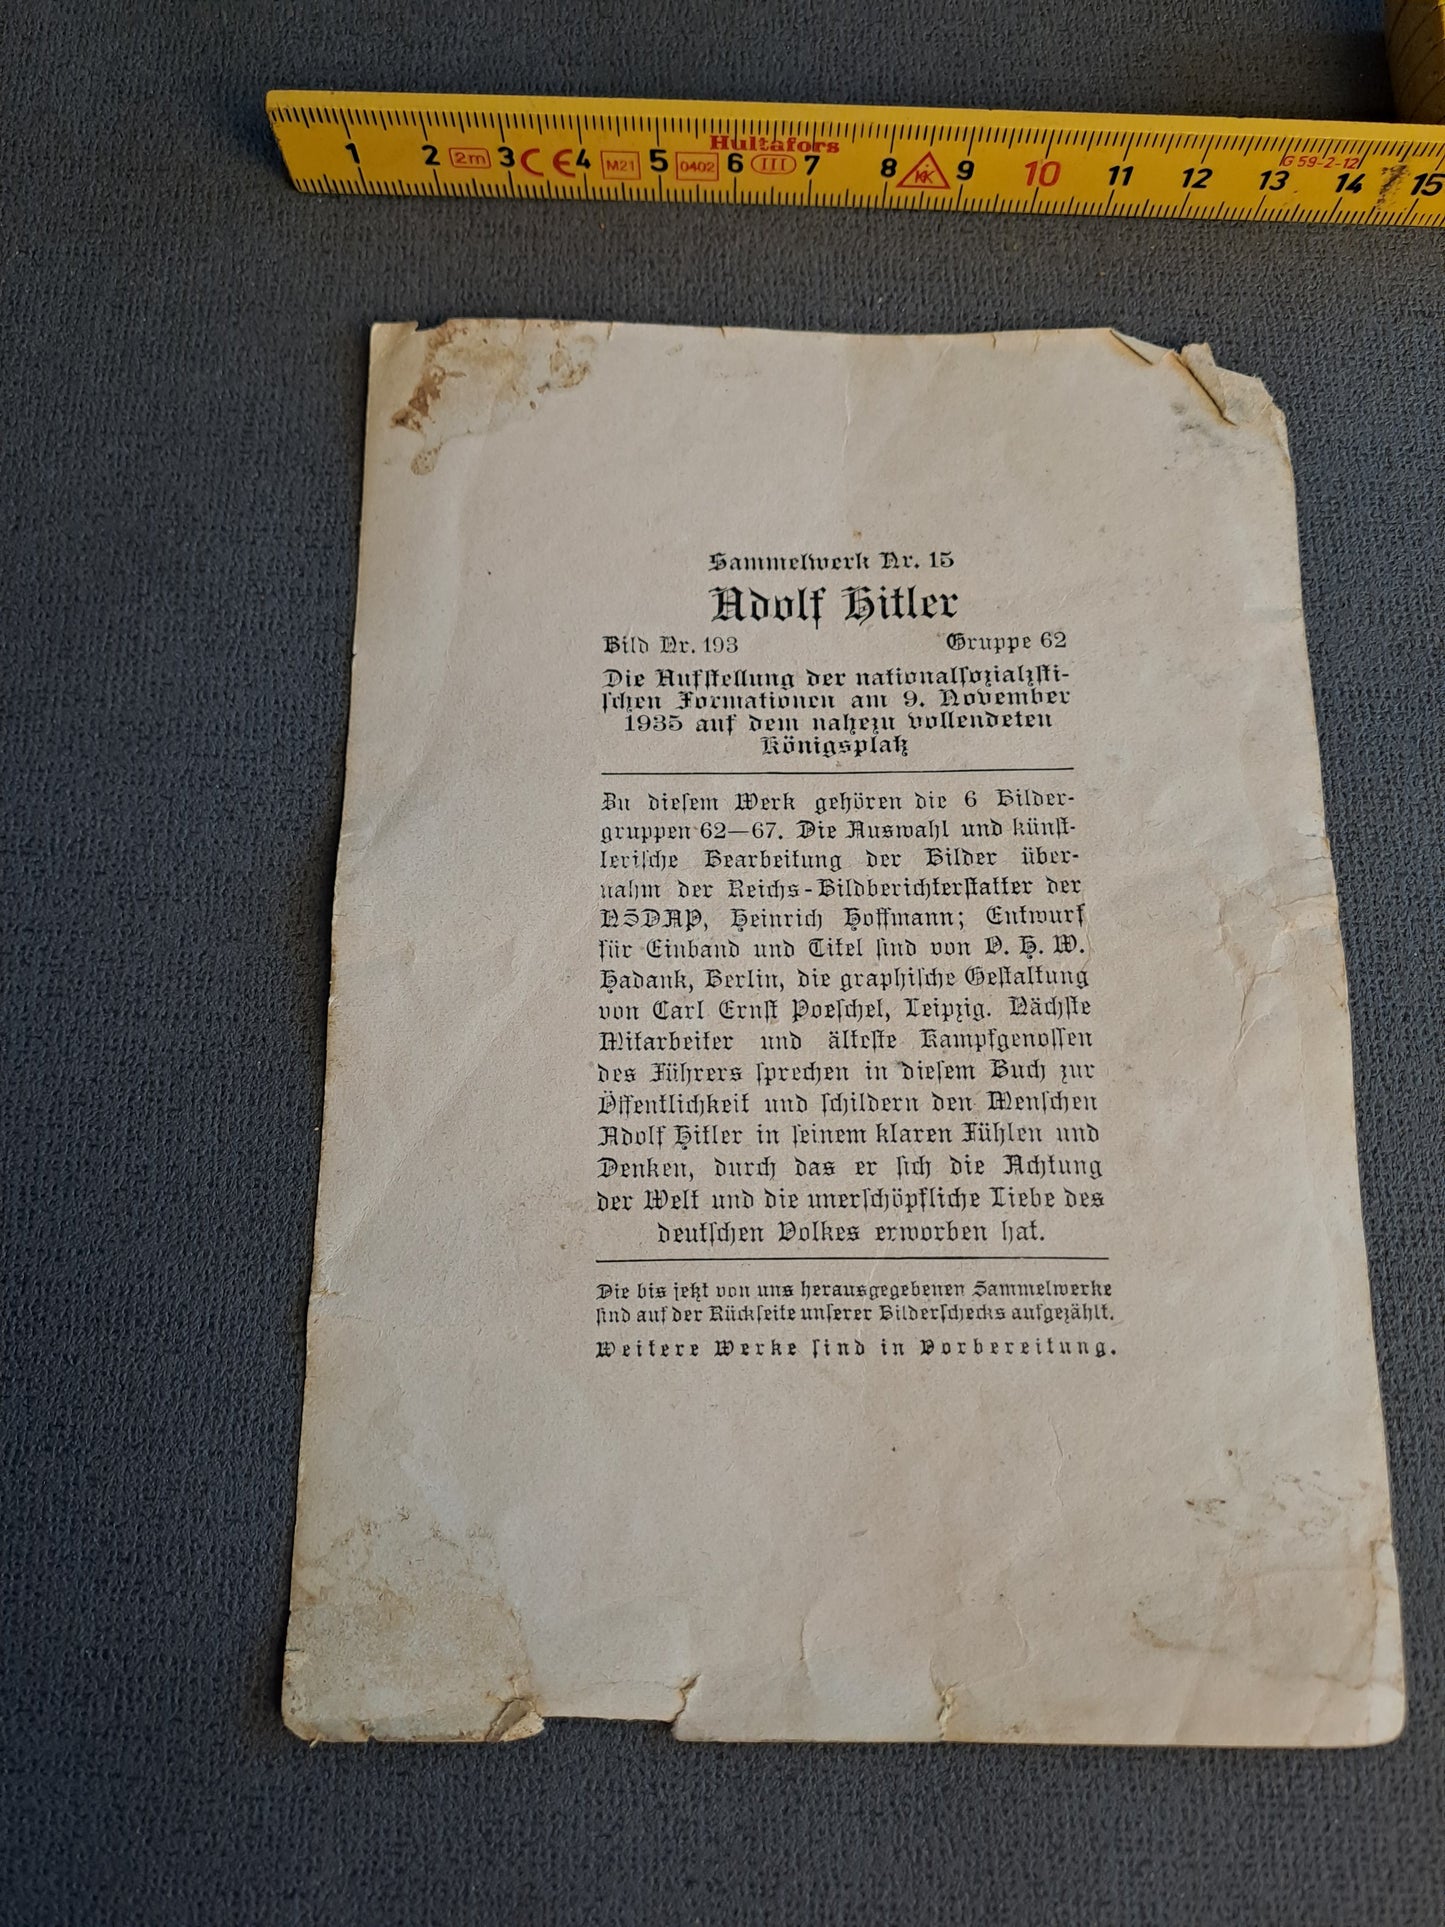 1 2 2m 3 CE 4 M21 5 0402 6 III 7 8 KK 9 10 11 12 13 14 15
Hultafors
G 59-2-12
Sammelwerk Nr. 15
Adolf Hitler
Bild Nr. 193 Gruppe 62
Die Aufstellung der nationalsozialisti-
schen Formationen am 9. November
1935 auf dem nahezu vollendeten
Königsplatz
Zu diesem Werk gehören die 6 Bilder-
gruppen 62—67. Die Auswahl und künst-
lerische Bearbeitung der Bilder über-
nahm der Reichs-Bildberichterstatter der
NSDAP, Heinrich Hoffmann; Entwurf
für Einband und Titel sind von O. H. W.
Hadank, Berlin, die graphische Gestaltung
von Carl Ernst Poeschel, Leipzig. Nächste
Mitarbeiter und älteste Kampfgenossen
des Führers sprechen in diesem Buch zur
Öffentlichkeit und schildern den Menschen
Adolf Hitler in seinem klaren Fühlen und
Denken, durch das er sich die Achtung
der Welt und die unerschöpfliche Liebe des
deutschen Volkes erworben hat.
Die bis jetzt von uns herausgegebenen Sammelwerke
sind auf der Rückseite unserer Bilderschecks aufgezählt.
Weitere Werke sind in Vorbereitung.